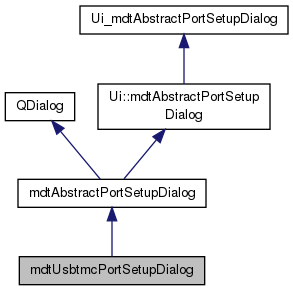 Ui_mdtAbstractPortSetupDialog
QDialog
Ui::mdtAbstractPortSetup
Dialog
mdtAbstractPortSetupDialog
mdtUsbtmcPortSetupDialog